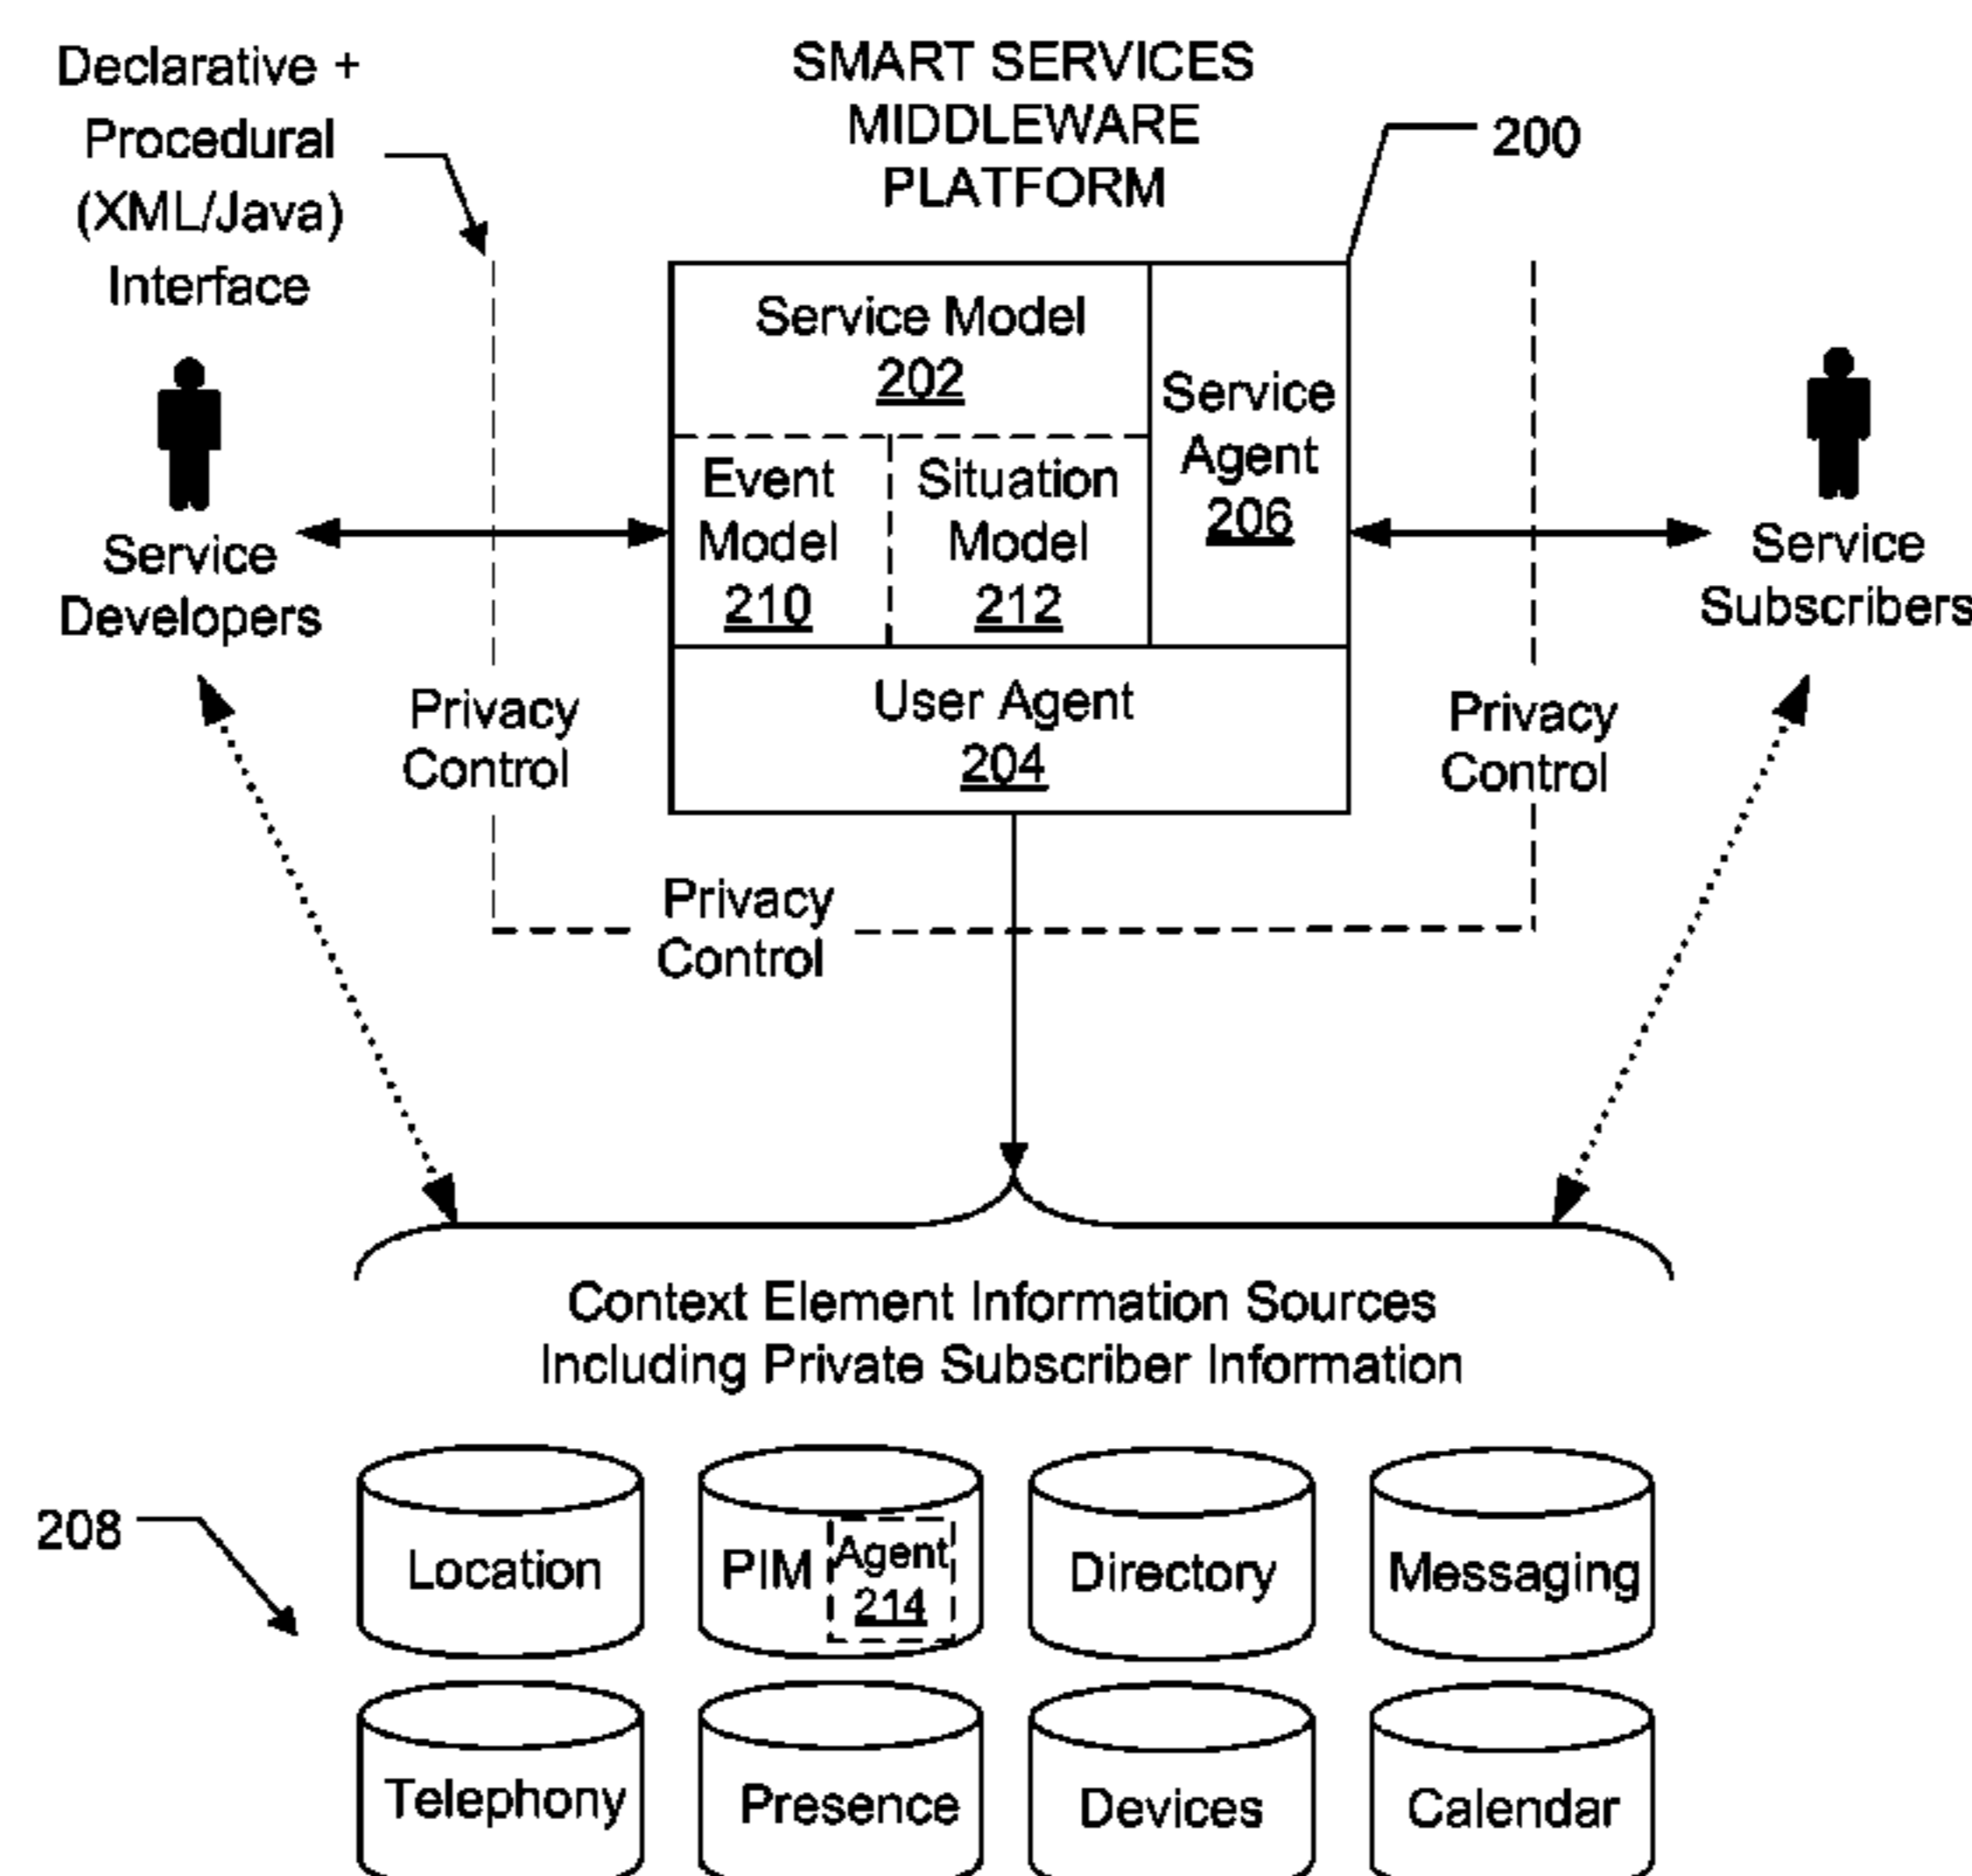 Declarative +
Procedural
(XML/Java)
Interface
SMART SERVICES
MIDDLEWARE
PLATFORM
200
Service Model
202
Service
Agent
206
Event
Model
210
Situation
Model
212
User Agent
204
Service
Developers
Service
Subscribers
Privacy
Control
Privacy
Control
Privacy
Control
Context Element Information Sources
Including Private Subscriber Information
208
Location
PIM
Agent
214
Directory
Messaging
Telephony
Presence
Devices
Calendar